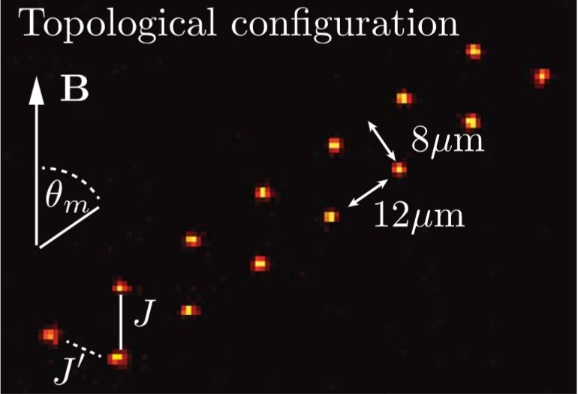 Topological configuration
B
θₘ
8μm
12μm
J
J′